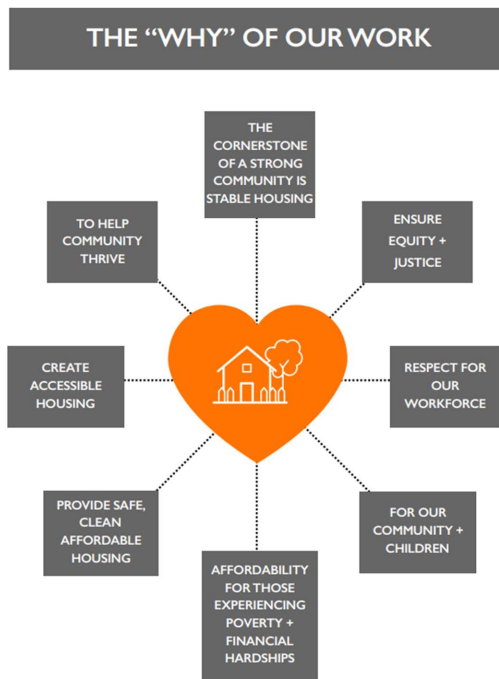 THE “WHY” OF OUR WORK
THE
CORNERSTONE
OF A STRONG
COMMUNITY IS
STABLE HOUSING
TO HELP
COMMUNITY
THRIVE
ENSURE
EQUITY +
JUSTICE
CREATE
ACCESSIBLE
HOUSING
RESPECT FOR
OUR
WORKFORCE
PROVIDE SAFE,
CLEAN
AFFORDABLE
HOUSING
FOR OUR
COMMUNITY +
CHILDREN
AFFORDABILITY
FOR THOSE
EXPERIENCING
POVERTY +
FINANCIAL
HARDSHIPS